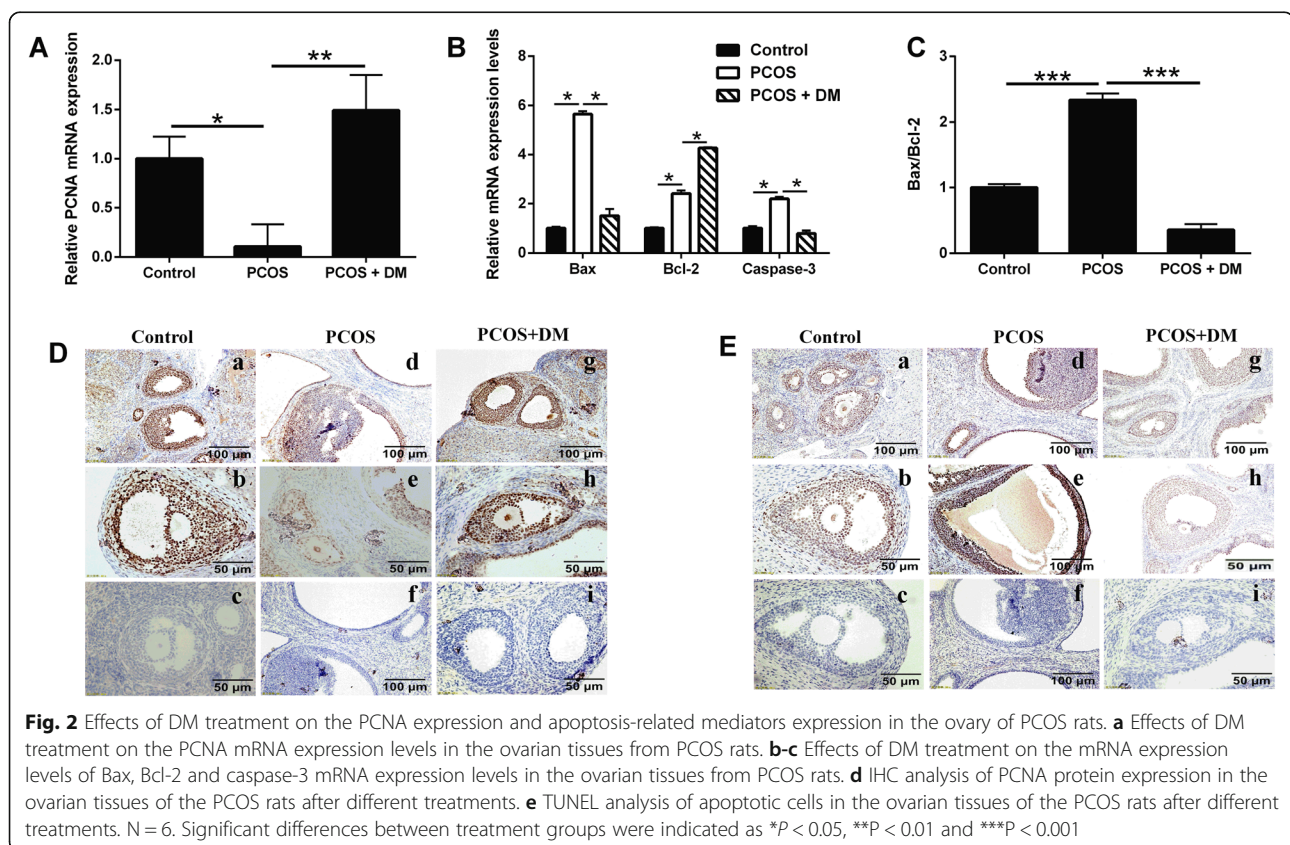 A
Relative PCNA mRNA expression
2.0
1.5
1.0
0.5
0.0
*
**
Control
PCOS
PCOS + DM
B
Relative mRNA expression levels
8
6
4
2
0
Control
PCOS
PCOS + DM
* *
* *
* *
Bax
Bcl-2
Caspase-3
C
Bax/Bcl-2
3
2
1
0
***
***
Control
PCOS
PCOS + DM
D
Control
PCOS
PCOS+DM
a
100 µm
d
100 µm
g
100 µm
b
50 µm
e
50 µm
h
50 µm
c
50 µm
f
100 µm
i
50 µm
E
Control
PCOS
PCOS+DM
a
100 µm
d
100 µm
g
100 µm
b
50 µm
e
100 µm
h
50 µm
c
50 µm
f
100 µm
i
50 µm
Fig. 2 Effects of DM treatment on the PCNA expression and apoptosis-related mediators expression in the ovary of PCOS rats. a Effects of DM
treatment on the PCNA mRNA expression levels in the ovarian tissues from PCOS rats. b-c Effects of DM treatment on the mRNA expression
levels of Bax, Bcl-2 and caspase-3 mRNA expression levels in the ovarian tissues from PCOS rats. d IHC analysis of PCNA protein expression in the
ovarian tissues of the PCOS rats after different treatments. e TUNEL analysis of apoptotic cells in the ovarian tissues of the PCOS rats after different
treatments. N = 6. Significant differences between treatment groups were indicated as *P < 0.05, **P < 0.01 and ***P < 0.001